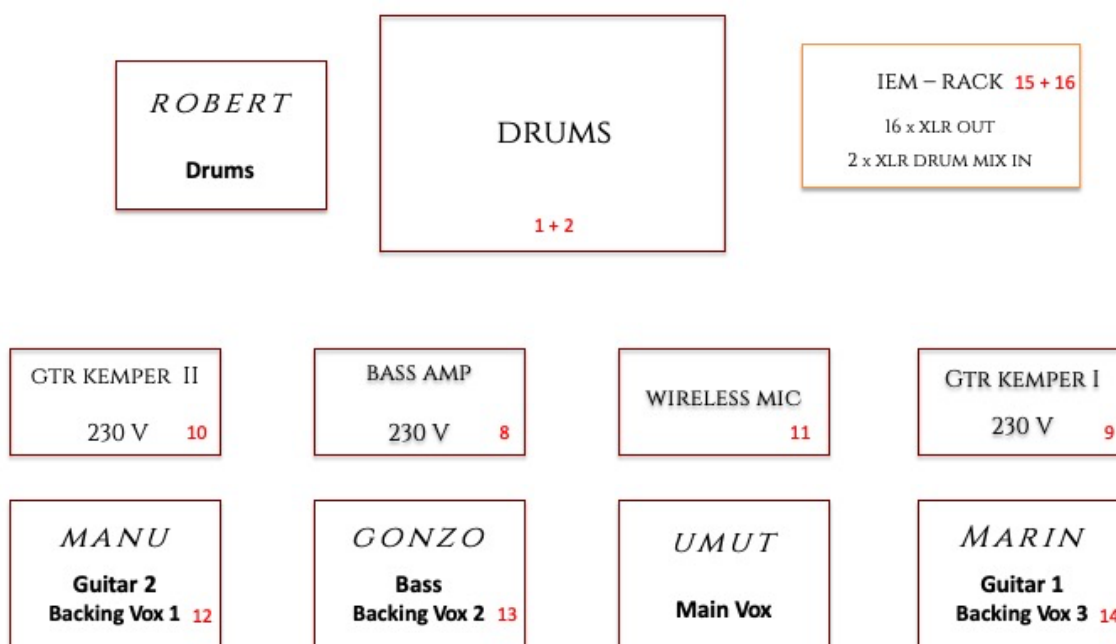 ROBERT
Drums
DRUMS
1 + 2
IEM – RACK 15 + 16
16 x XLR OUT
2 x XLR DRUM MIX IN
GTR KEMPER II
230 V 10
BASS AMP
230 V 8
WIRELESS MIC
11
GTR KEMPER I
230 V 9
MANU
Guitar 2
Backing Vox 1 12
GONZO
Bass
Backing Vox 2 13
UMUT
Main Vox
MARIN
Guitar 1
Backing Vox 3 14